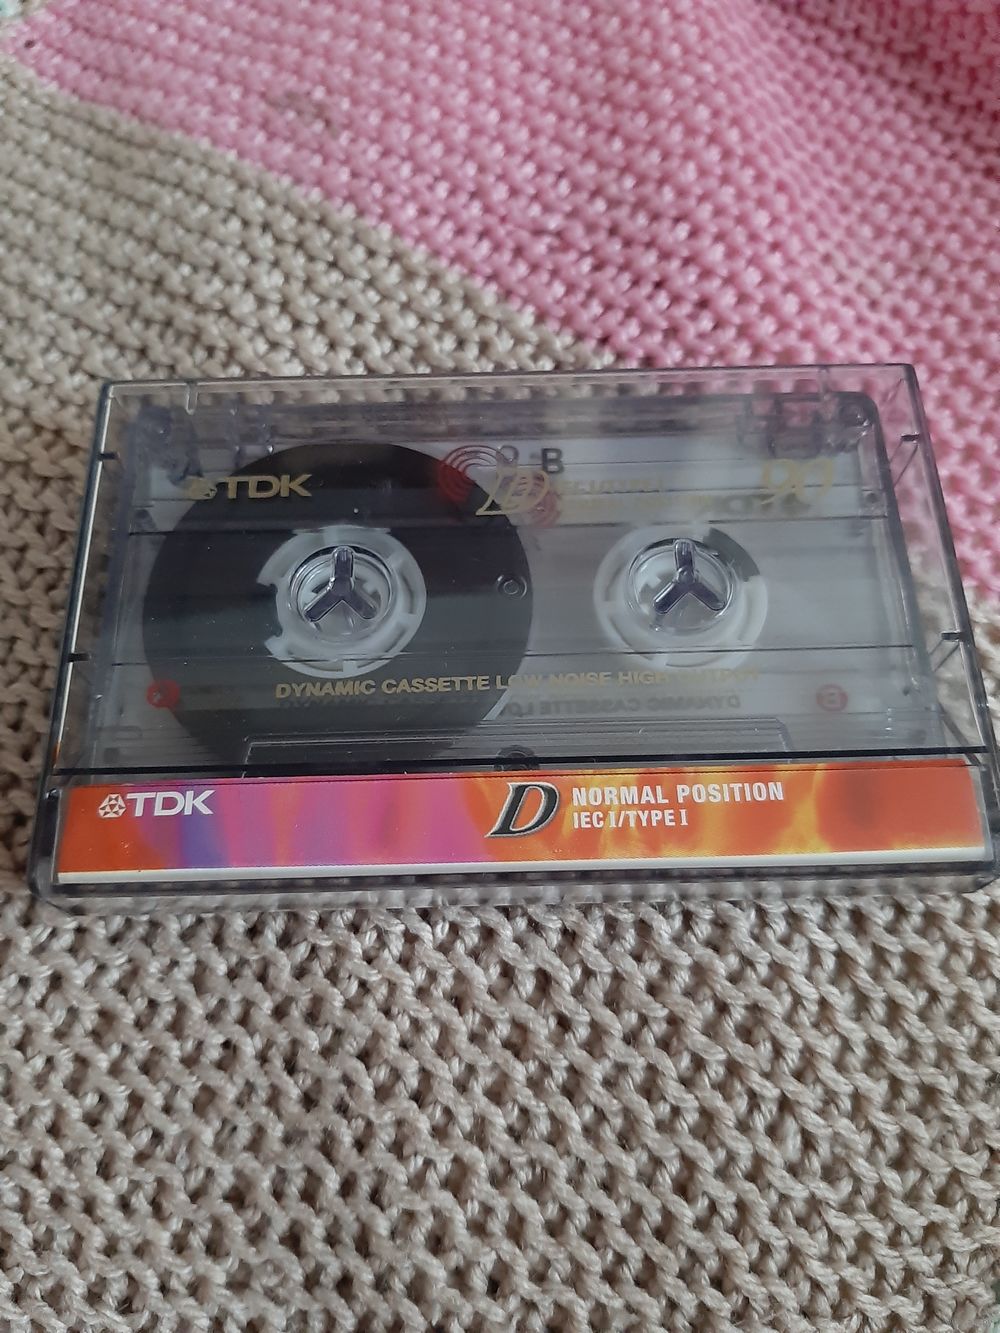 A
TDK
D
B
90
DYNAMIC CASSETTE LOW NOISE HIGH OUTPUT
TDK
D NORMAL POSITION
IEC I/TYPE I